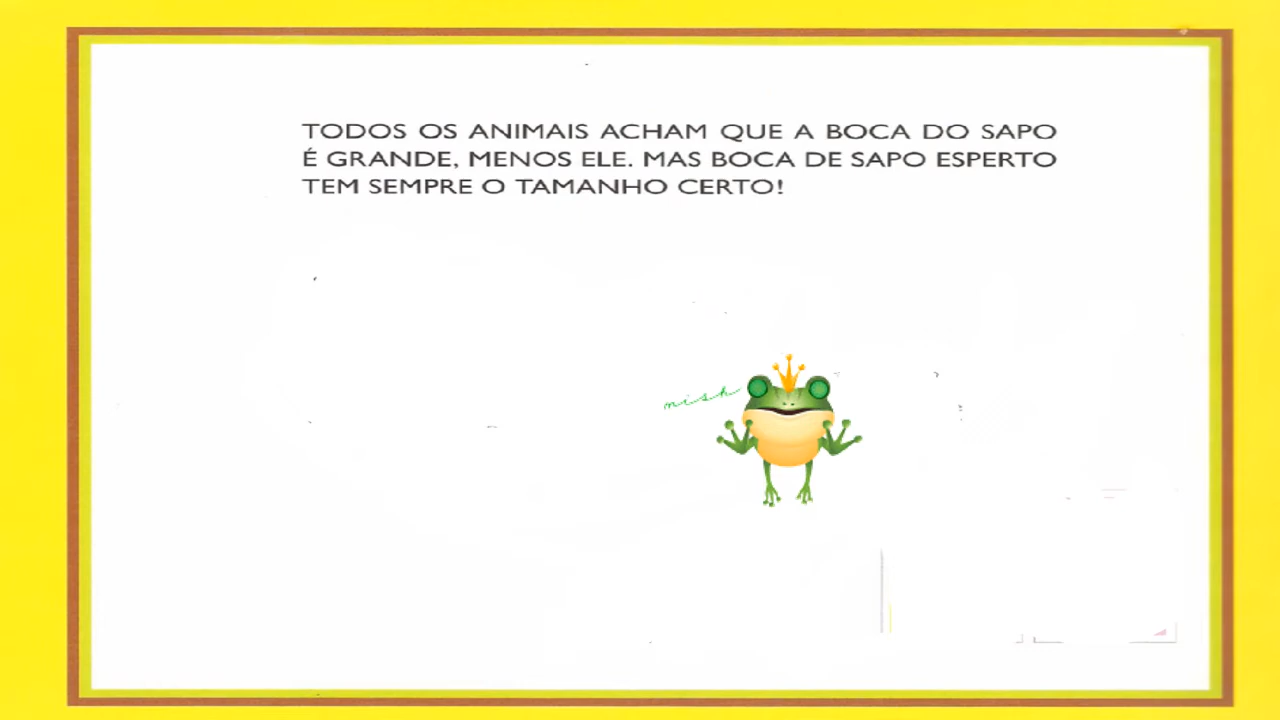 TODOS OS ANIMAIS ACHAM QUE A BOCA DO SAPO
É GRANDE, MENOS ELE. MAS BOCA DE SAPO ESPERTO
TEM SEMPRE O TAMANHO CERTO!
mish